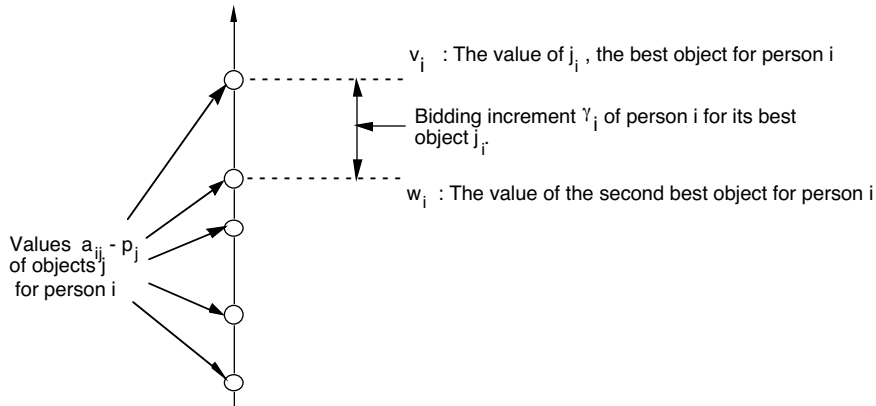 v_i : The value of j_i , the best object for person i
Bidding increment γ_i of person i for its best
object j_i.
w_i : The value of the second best object for person i
Values a_ij - p_j
of objects j
for person i